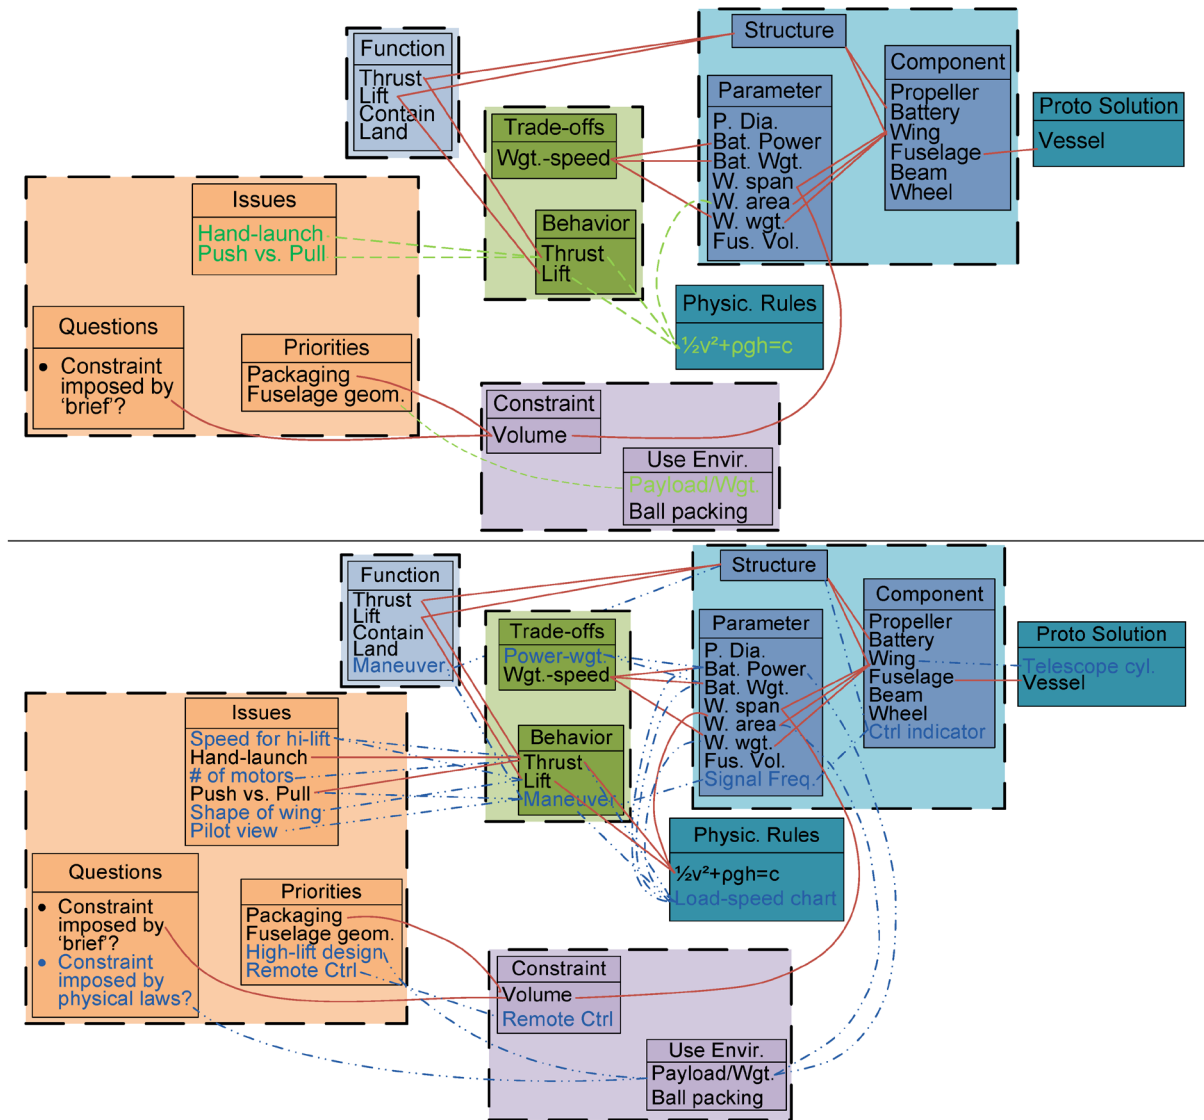 Function
Thrust
Lift
Contain
Land
Structure
Component
Propeller
Battery
Wing
Fuselage
Beam
Wheel
Parameter
P. Dia.
Bat. Power
Bat. Wgt.
W. span
W. area
W. wgt.
Fus. Vol.
Proto Solution
Vessel
Trade-offs
Wgt.-speed
Behavior
Thrust
Lift
Issues
Hand-launch
Push vs. Pull
Physic. Rules
½v²+ρgh=c
Questions
• Constraint
imposed by
‘brief’?
Priorities
Packaging
Fuselage geom.
Constraint
Volume
Use Envir.
Payload/Wgt.
Ball packing
Function
Thrust
Lift
Contain
Land
Maneuver
Structure
Component
Propeller
Battery
Wing
Fuselage
Beam
Wheel
Ctrl indicator
Parameter
P. Dia.
Bat. Power
Bat. Wgt.
W. span
W. area
W. wgt.
Fus. Vol.
Signal Freq.
Proto Solution
Telescope cyl.
Vessel
Trade-offs
Power-wgt.
Wgt.-speed
Behavior
Thrust
Lift
Maneuver
Issues
Speed for hi-lift
Hand-launch
# of motors
Push vs. Pull
Shape of wing
Pilot view
Physic. Rules
½v²+ρgh=c
Load-speed chart
Questions
• Constraint
imposed by
‘brief’?
• Constraint
imposed by
physical laws?
Priorities
Packaging
Fuselage geom.
High-lift design
Remote Ctrl
Constraint
Volume
Remote Ctrl
Use Envir.
Payload/Wgt.
Ball packing